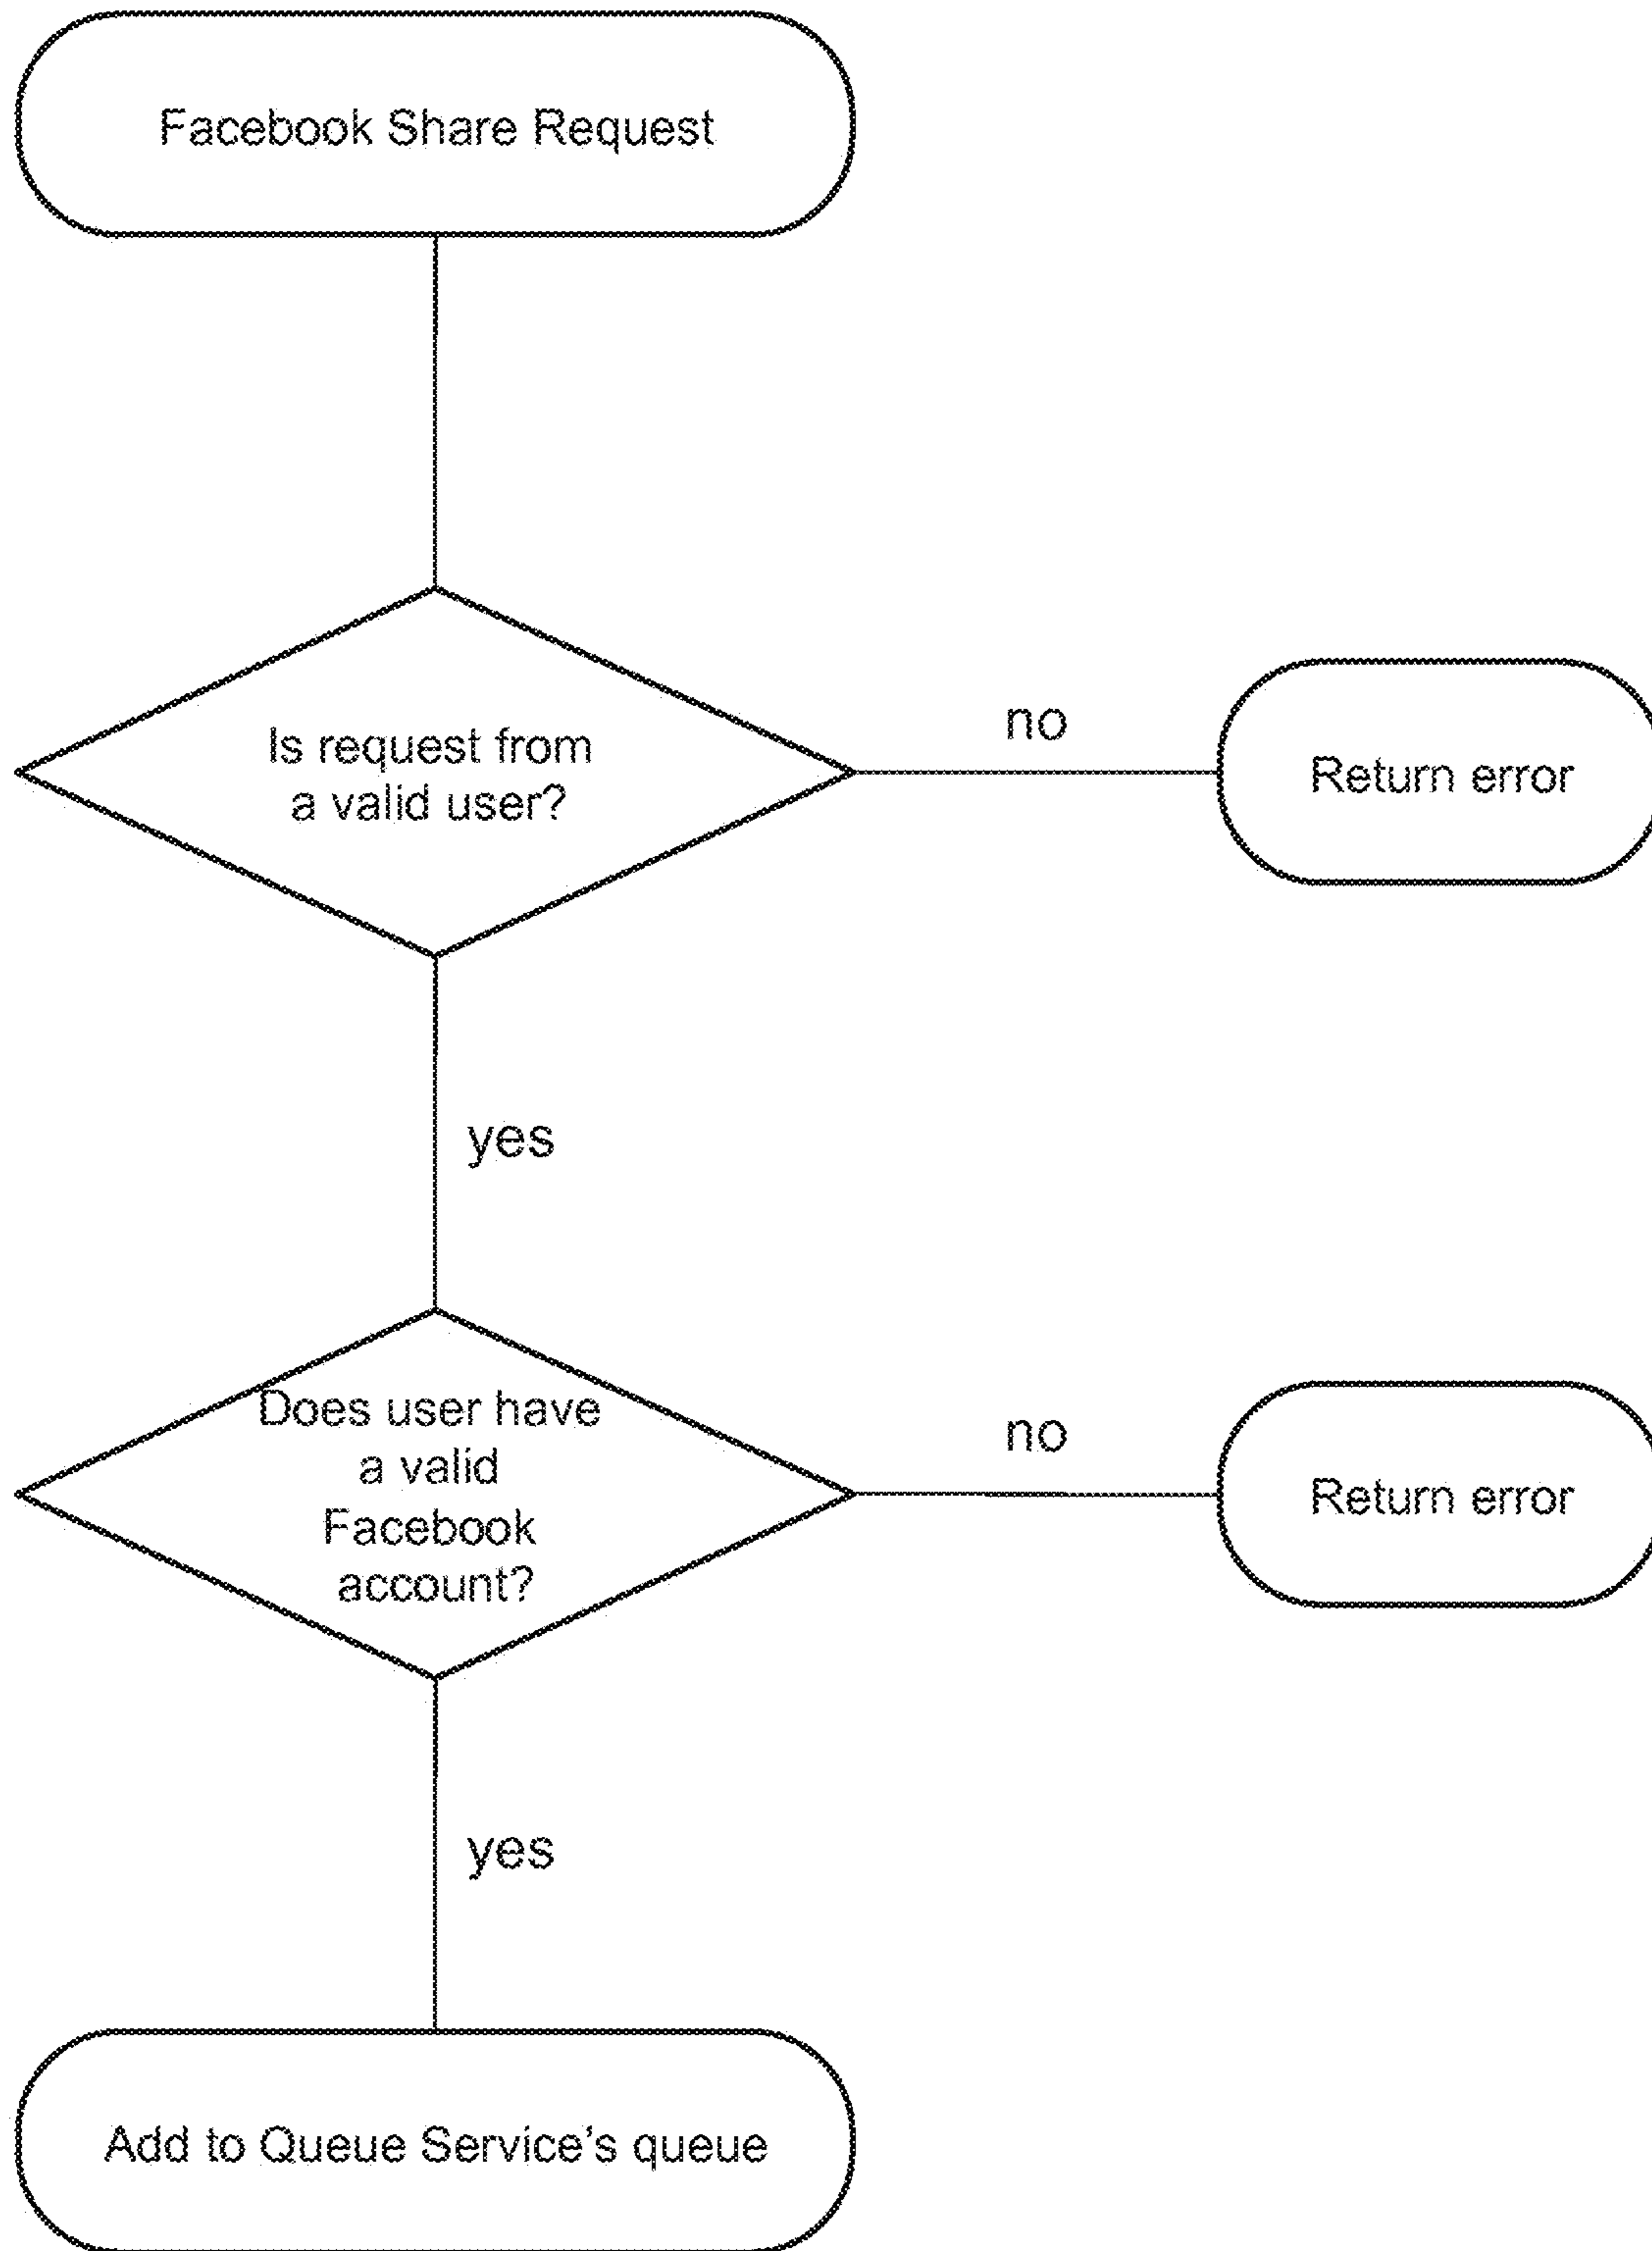 Facebook Share Request
Is request from
a valid user?
no
Return error
yes
Does user have
a valid
Facebook
account?
no
Return error
yes
Add to Queue Service's queue